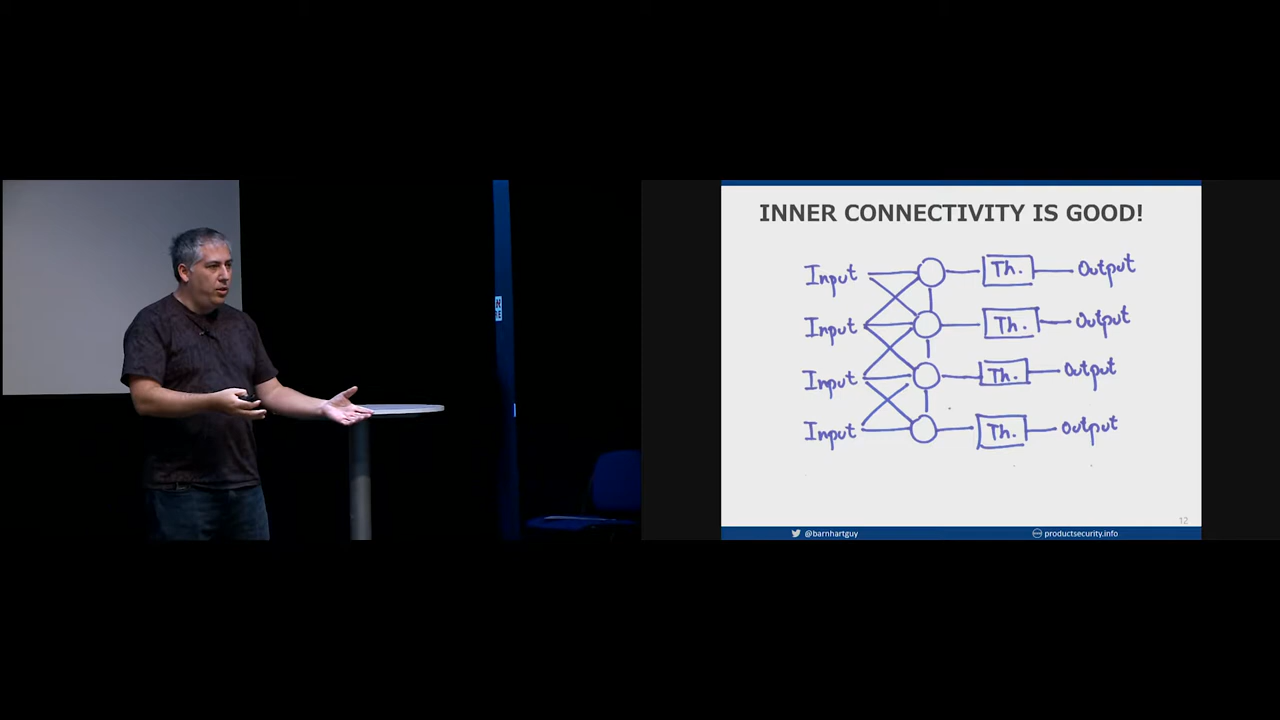 INNER CONNECTIVITY IS GOOD!
Input Th. Output
Input Th. Output
Input Th. Output
Input Th. Output
12
@barnhartguy productsecurity.info